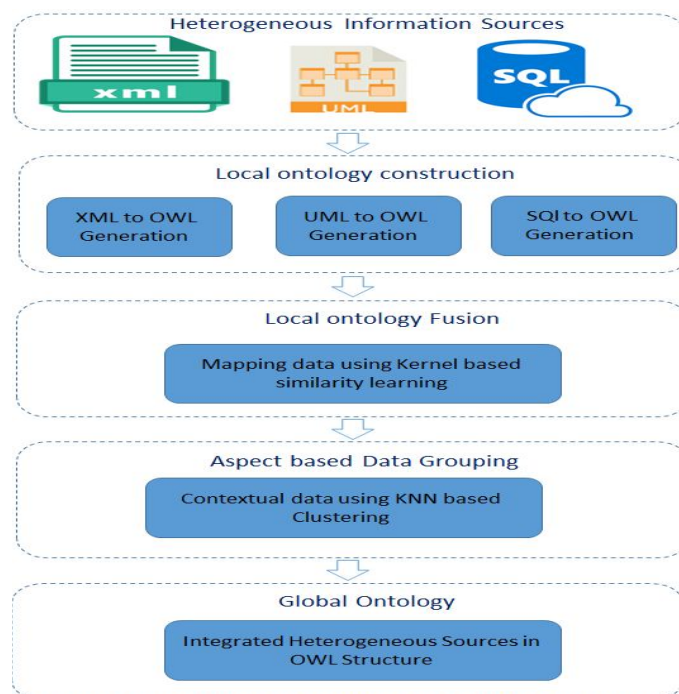 Heterogeneous Information Sources
xml
UML
SQL
Local ontology construction
XML to OWL
Generation
UML to OWL
Generation
SQl to OWL
Generation
Local ontology Fusion
Mapping data using Kernel based
similarity learning
Aspect based Data Grouping
Contextual data using KNN based
Clustering
Global Ontology
Integrated Heterogeneous Sources in
OWL Structure